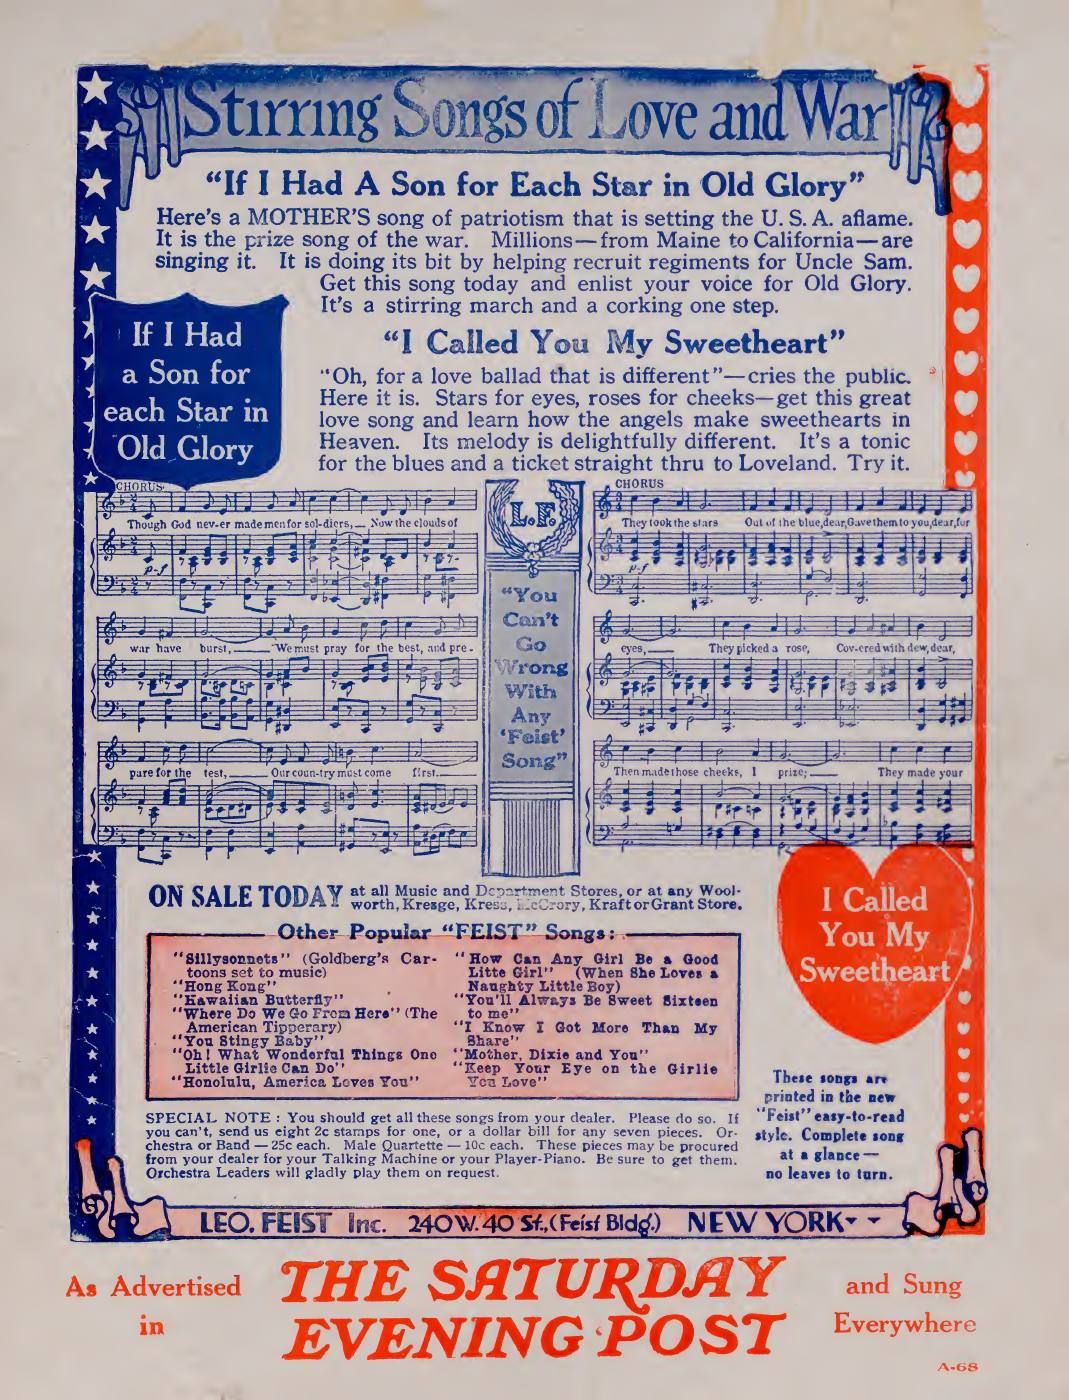 Stirring Songs of Love and War
"If I Had A Son for Each Star in Old Glory"
Here's a MOTHER'S song of patriotism that is setting the U. S. A. aflame.
It is the prize song of the war. Millions—from Maine to California—are
singing it. It is doing its bit by helping recruit regiments for Uncle Sam.
Get this song today and enlist your voice for Old Glory.
It's a stirring march and a corking one step.
If I Had
a Son for
each Star in
Old Glory
"I Called You My Sweetheart"
"Oh, for a love ballad that is different"—cries the public.
Here it is. Stars for eyes, roses for cheeks—get this great
love song and learn how the angels make sweethearts in
Heaven. Its melody is delightfully different. It's a tonic
for the blues and a ticket straight thru to Loveland. Try it.
CHORUS
Though God nev-er made men for sol-diers,— Now the clouds of
p-f
war have burst,— We must pray for the best, and pre-
pare for the test,— Our coun-try must come first.—
L.F.
"You
Can't
Go
Wrong
With
Any
'Feist'
Song"
CHORUS
They took the stars Out of the blue, dear, Gave them to you, dear, for
p-f
eyes,— They picked a rose, Cov-ered with dew, dear,
Then made those cheeks, I prize;— They made your
ON SALE TODAY at all Music and Department Stores, or at any Wool-
worth, Kresge, Kress, McCrory, Kraft or Grant Store.
I Called
You My
Sweetheart
Other Popular "FEIST" Songs:
"Sillysonnets" (Goldberg's Car-
toons set to music)
"Hong Kong"
"Hawaiian Butterfly"
"Where Do We Go From Here" (The
American Tipperary)
"You Stingy Baby"
"Oh! What Wonderful Things One
Little Girlie Can Do"
"Honolulu, America Loves You"
"How Can Any Girl Be a Good
Litte Girl" (When She Loves a
Naughty Little Boy)
"You'll Always Be Sweet Sixteen
to me"
"I Know I Got More Than My
Share"
"Mother, Dixie and You"
"Keep Your Eye on the Girlie
You Love"
SPECIAL NOTE : You should get all these songs from your dealer. Please do so. If
you can't, send us eight 2c stamps for one, or a dollar bill for any seven pieces. Or-
chestra or Band — 25c each. Male Quartette — 10c each. These pieces may be procured
from your dealer for your Talking Machine or your Player-Piano. Be sure to get them.
Orchestra Leaders will gladly play them on request.
These songs are
printed in the new
"Feist" easy-to-read
style. Complete song
at a glance—
no leaves to turn.
LEO. FEIST Inc. 240 W. 40 St., (Feist Bldg.) NEW YORK
As Advertised
in
THE SATURDAY
EVENING POST
and Sung
Everywhere
A-68